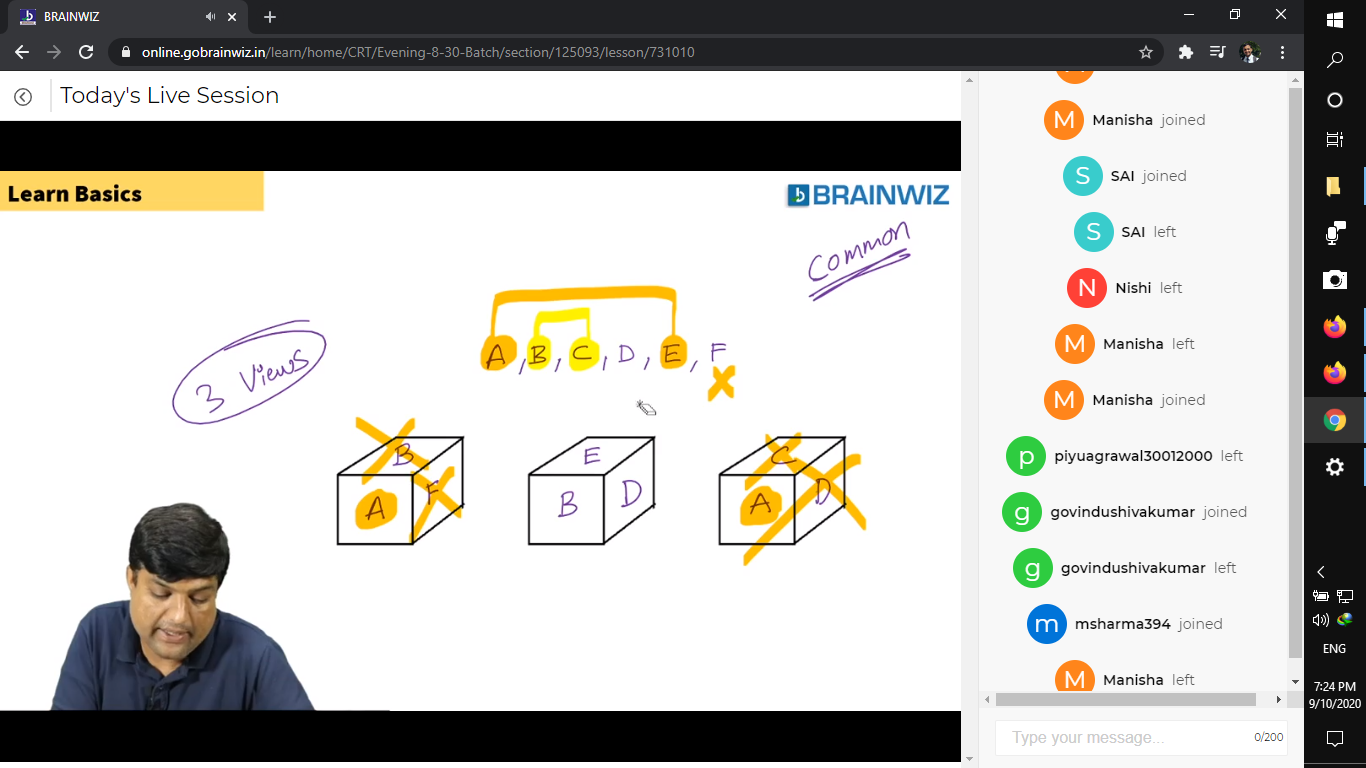 BRAINWIZ
online.gobrainwiz.in/learn/home/CRT/Evening-8-30-Batch/section/125093/lesson/731010
Today's Live Session
Learn Basics
BRAINWIZ
Common
3 Views
A, B, C, D, E, F
B
A
F
E
B
D
C
A
D
Manisha joined
SAI joined
SAI left
Nishi left
Manisha left
Manisha joined
piyuagrawal30012000 left
govindushivakumar joined
govindushivakumar left
msharma394 joined
Manisha left
Type your message...
0/200
M
S
S
N
M
M
p
g
g
m
M
ENG
7:24 PM
9/10/2020